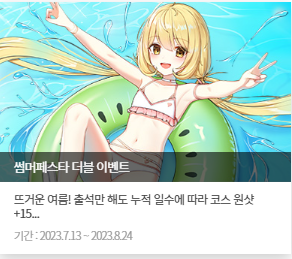 썸머페스타 더블 이벤트
뜨거운 여름! 출석만 해도 누적 일수에 따라 코스 원샷
+15...
기간 : 2023.7.13 ~ 2023.8.24